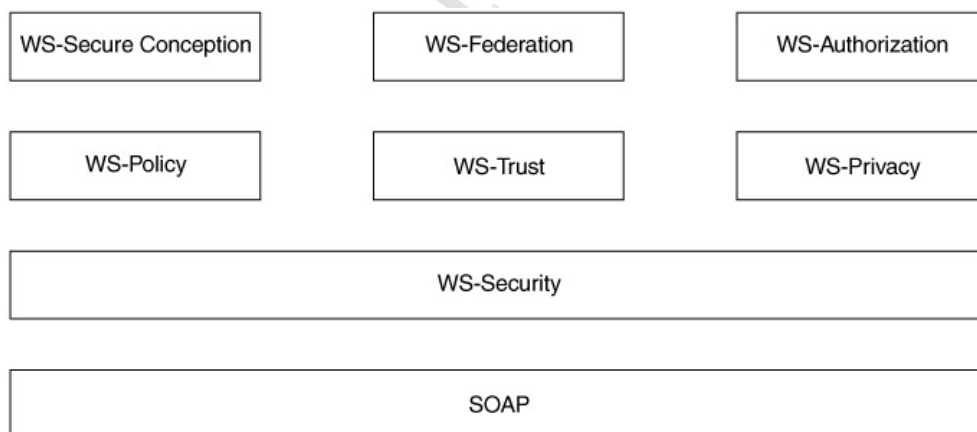 WS-Secure Conception WS-Federation WS-Authorization
WS-Policy WS-Trust WS-Privacy
WS-Security
SOAP